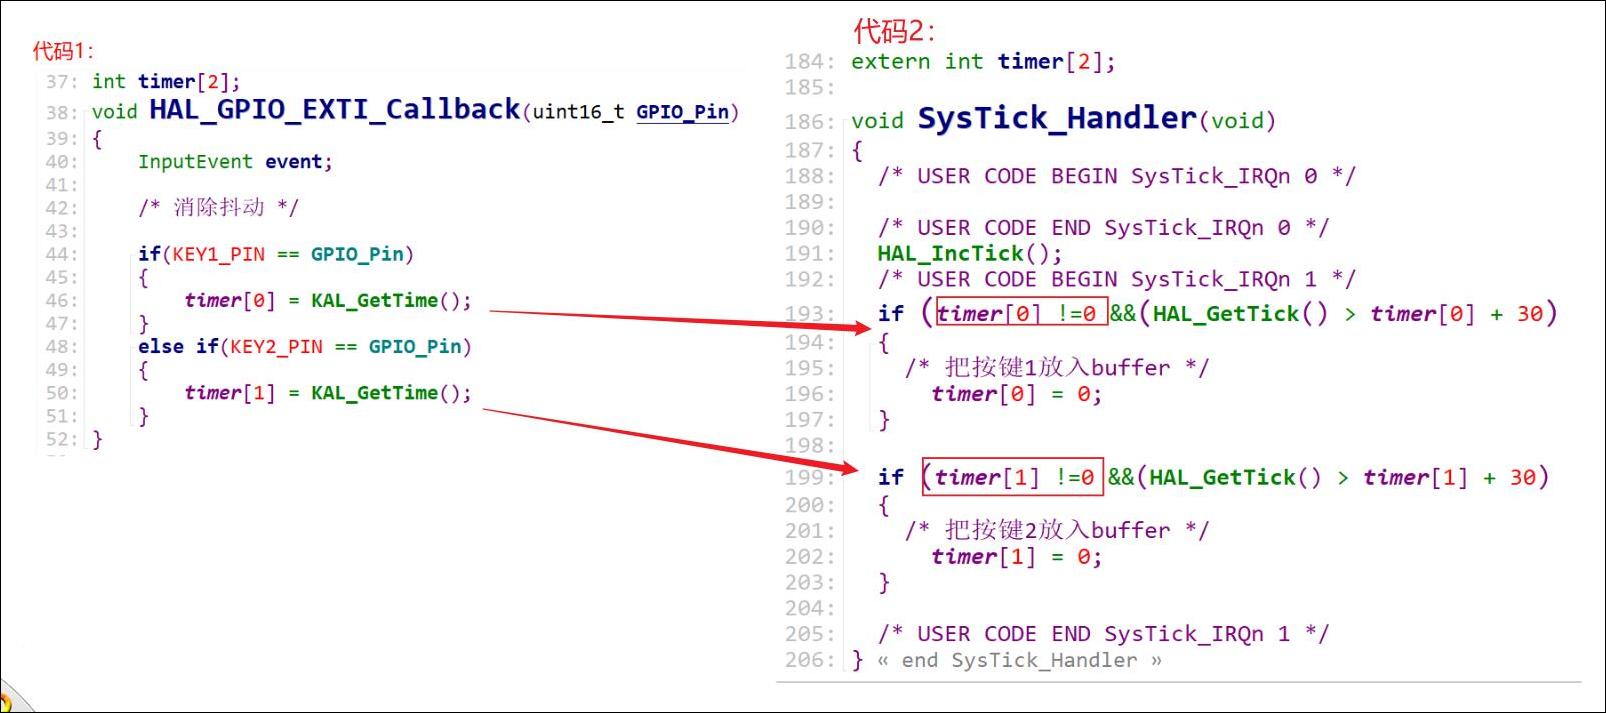 代码1:
37: int timer[2];
38: void HAL_GPIO_EXTI_Callback(uint16_t GPIO_Pin)
39: {
40:     InputEvent event;
41:
42:     /* 消除抖动 */
43:
44:     if(KEY1_PIN == GPIO_Pin)
45:     {
46:         timer[0] = KAL_GetTime();
47:     }
48:     else if(KEY2_PIN == GPIO_Pin)
49:     {
50:         timer[1] = KAL_GetTime();
51:     }
52: }
代码2:
184: extern int timer[2];
185:
186: void SysTick_Handler(void)
187: {
188:   /* USER CODE BEGIN SysTick_IRQn 0 */
189:
190:   /* USER CODE END SysTick_IRQn 0 */
191:   HAL_IncTick();
192:   /* USER CODE BEGIN SysTick_IRQn 1 */
193:   if (timer[0] !=0 &&(HAL_GetTick() > timer[0] + 30)
194:   {
195:     /* 把按键1放入buffer */
196:       timer[0] = 0;
197:   }
198:
199:   if (timer[1] !=0 &&(HAL_GetTick() > timer[1] + 30)
200:   {
201:     /* 把按键2放入buffer */
202:       timer[1] = 0;
203:   }
204:
205:   /* USER CODE END SysTick_IRQn 1 */
206: } « end SysTick_Handler »